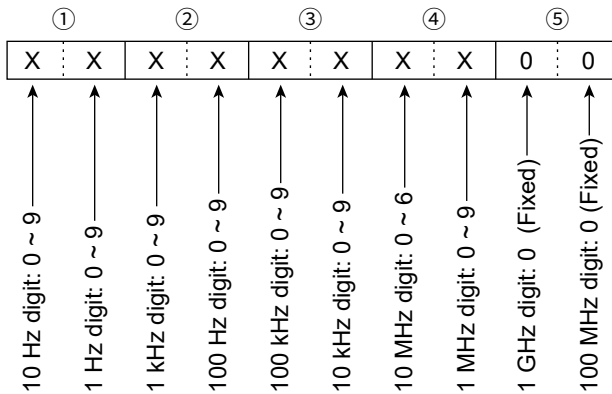 ① ② ③ ④ ⑤
X X X X X X X X 0 0
10 Hz digit: 0 ~ 9
1 Hz digit: 0 ~ 9
1 kHz digit: 0 ~ 9
100 Hz digit: 0 ~ 9
100 kHz digit: 0 ~ 9
10 kHz digit: 0 ~ 9
10 MHz digit: 0 ~ 6
1 MHz digit: 0 ~ 9
1 GHz digit: 0 (Fixed)
100 MHz digit: 0 (Fixed)